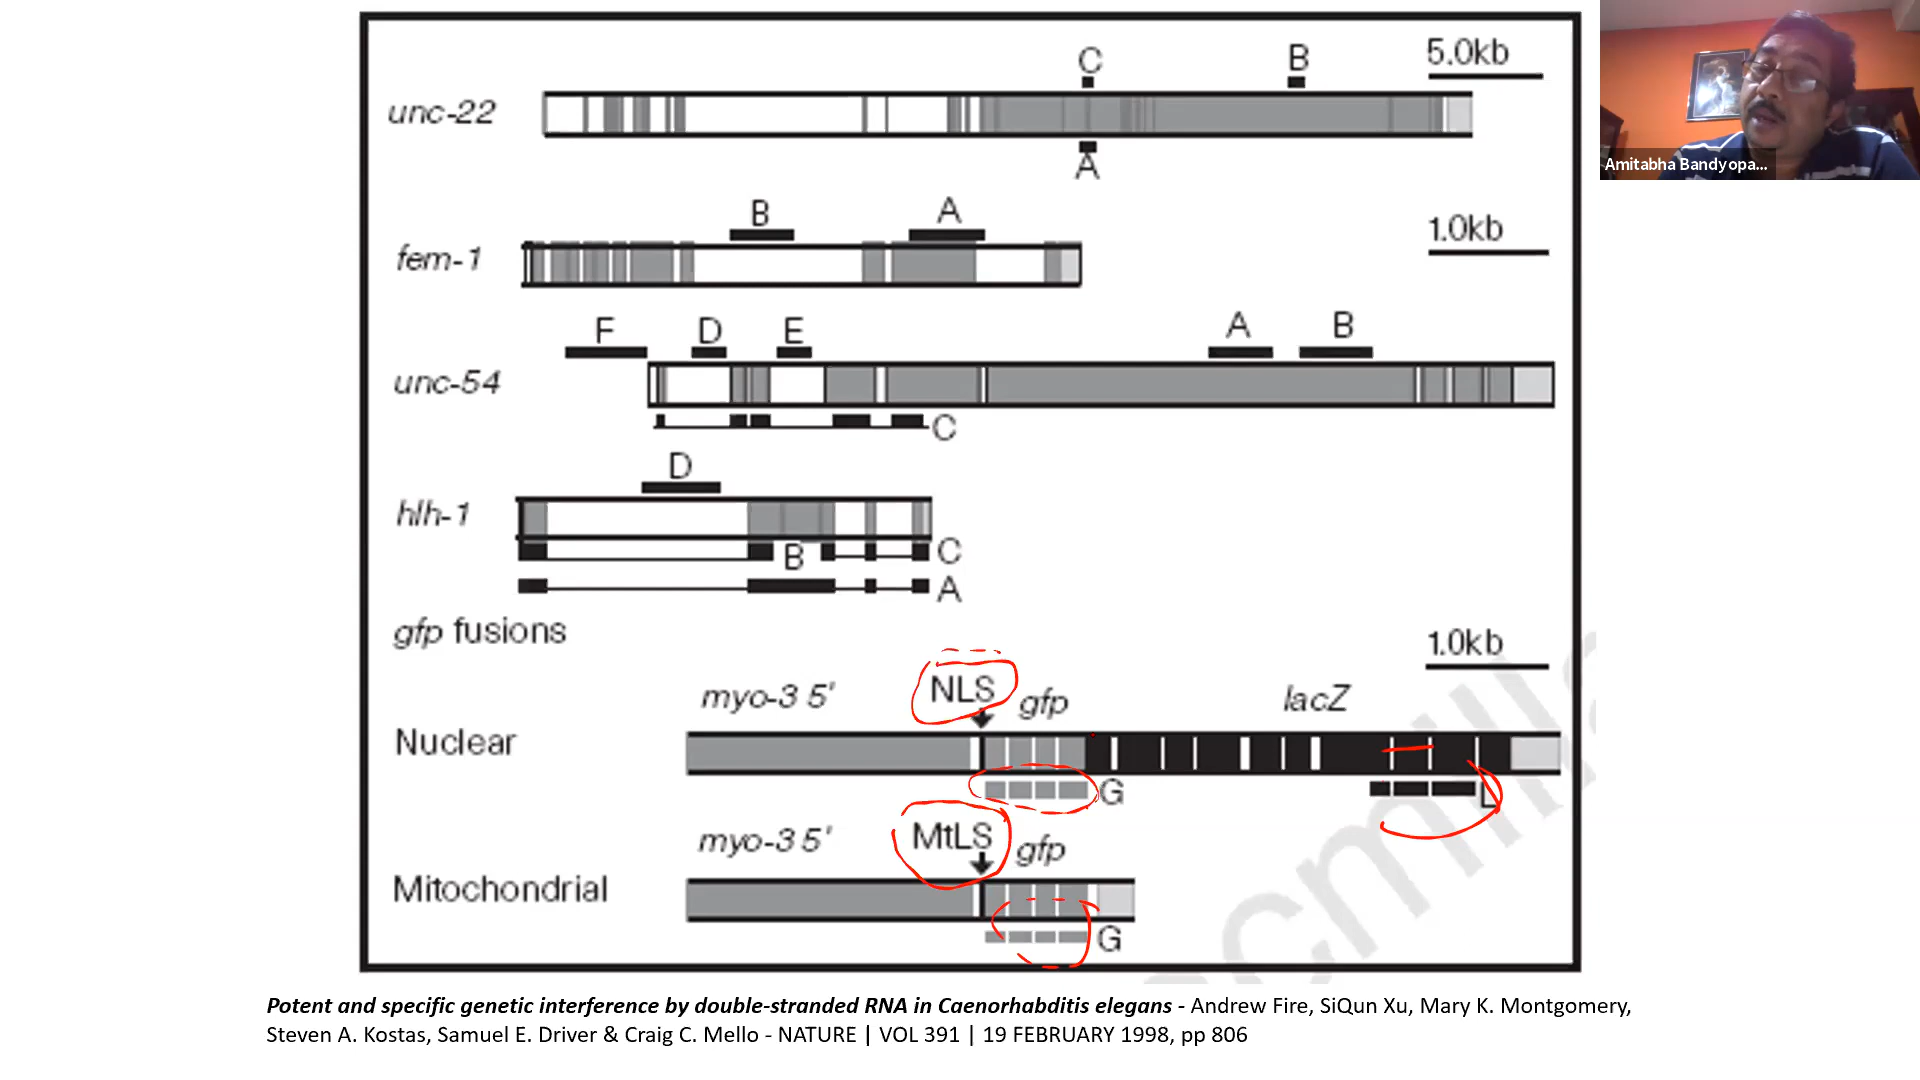 C B 5.0kb
unc-22
A
B A 1.0kb
fem-1
F D E A B
unc-54
C
D
hlh-1
B C
A
gfp fusions
1.0kb
myo-3 5' NLS gfp lacZ
Nuclear
G L
myo-3 5' MtLS gfp
Mitochondrial
G
Amitabha Bandyopa...
Potent and specific genetic interference by double-stranded RNA in Caenorhabditis elegans - Andrew Fire, SiQun Xu, Mary K. Montgomery,
Steven A. Kostas, Samuel E. Driver & Craig C. Mello - NATURE | VOL 391 | 19 FEBRUARY 1998, pp 806